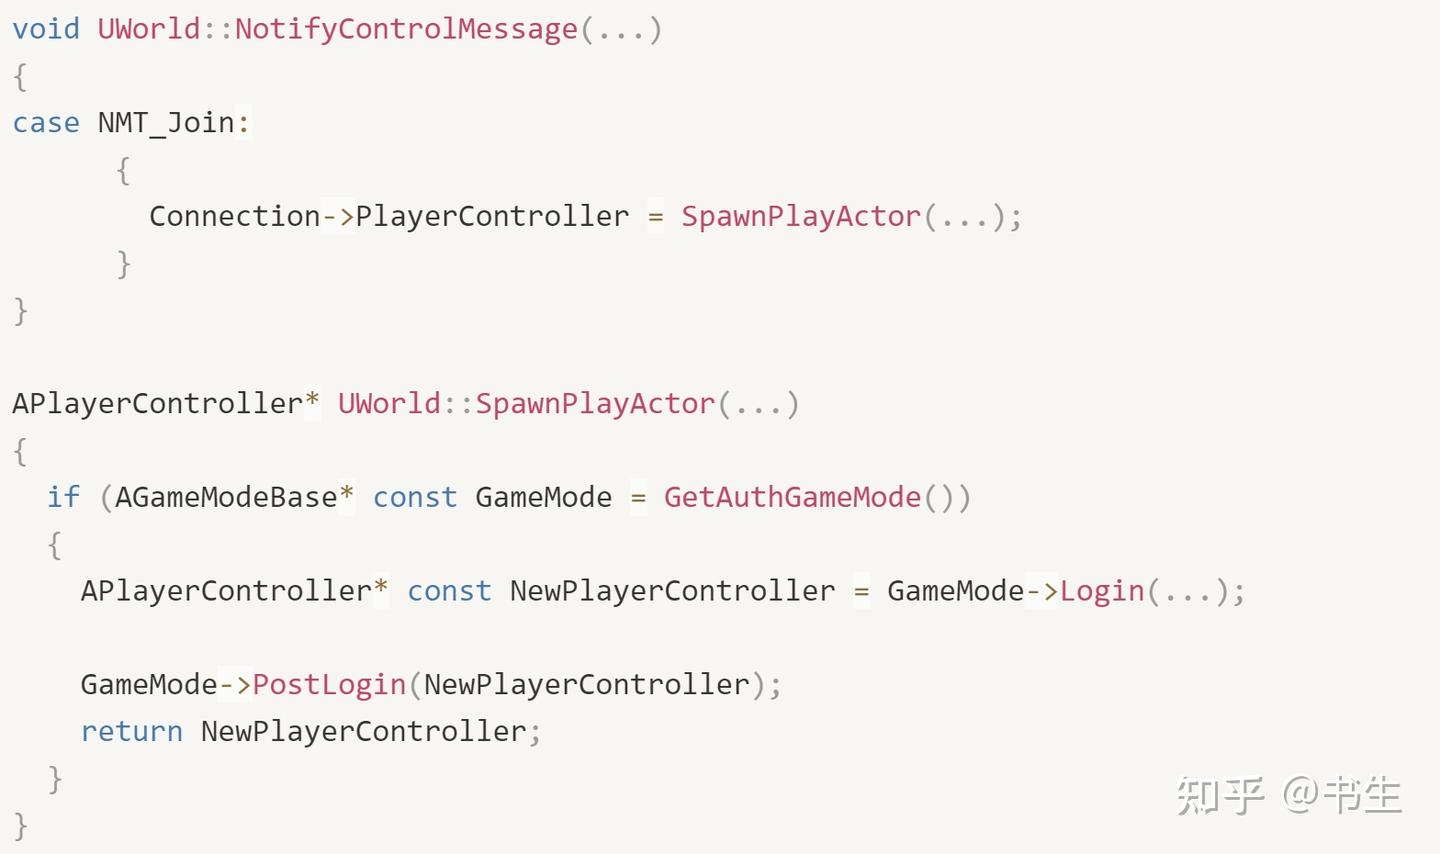 void UWorld::NotifyControlMessage(...)
{
case NMT_Join:
      {
        Connection->PlayerController = SpawnPlayActor(...);
      }
}

APlayerController* UWorld::SpawnPlayActor(...)
{
  if (AGameModeBase* const GameMode = GetAuthGameMode())
  {
    APlayerController* const NewPlayerController = GameMode->Login(...);

    GameMode->PostLogin(NewPlayerController);
    return NewPlayerController;
  }
}
知乎 @书生